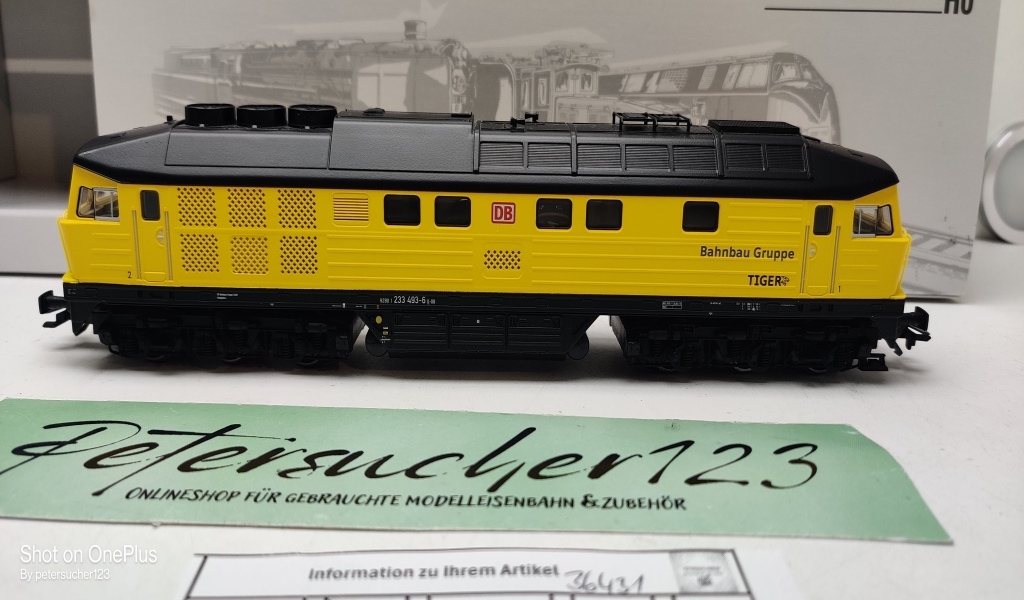 H0
DB
Bahnbau Gruppe
TIGER
2
1
233 493-6
Petersucher123
ONLINESHOP FÜR GEBRAUCHTE MODELLEISENBAHN & ZUBEHÖR
Shot on OnePlus
By petersucher123
Information zu Ihrem Artikel 36431